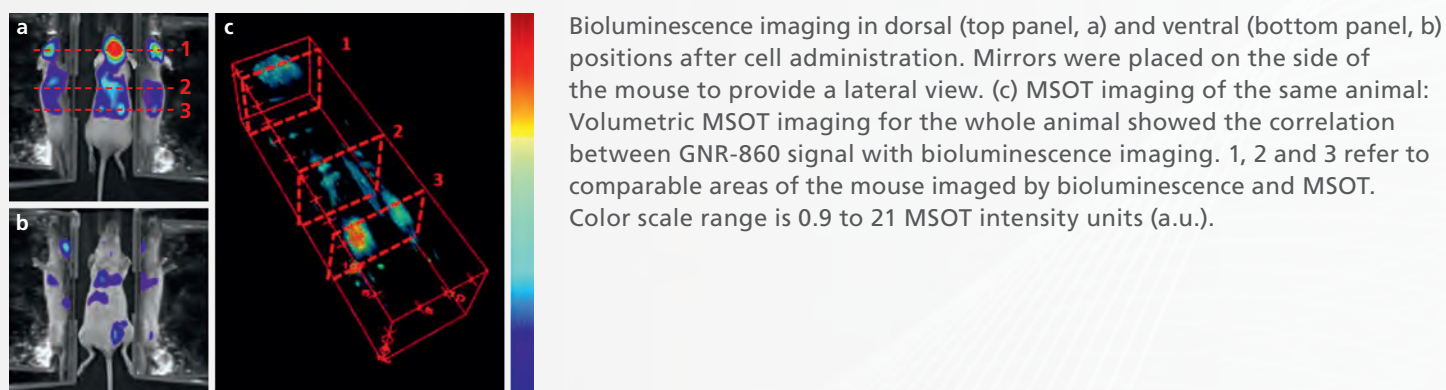 a
1
2
3
b
c
1
2
3
Bioluminescence imaging in dorsal (top panel, a) and ventral (bottom panel, b)
positions after cell administration. Mirrors were placed on the side of
the mouse to provide a lateral view. (c) MSOT imaging of the same animal:
Volumetric MSOT imaging for the whole animal showed the correlation
between GNR-860 signal with bioluminescence imaging. 1, 2 and 3 refer to
comparable areas of the mouse imaged by bioluminescence and MSOT.
Color scale range is 0.9 to 21 MSOT intensity units (a.u.).